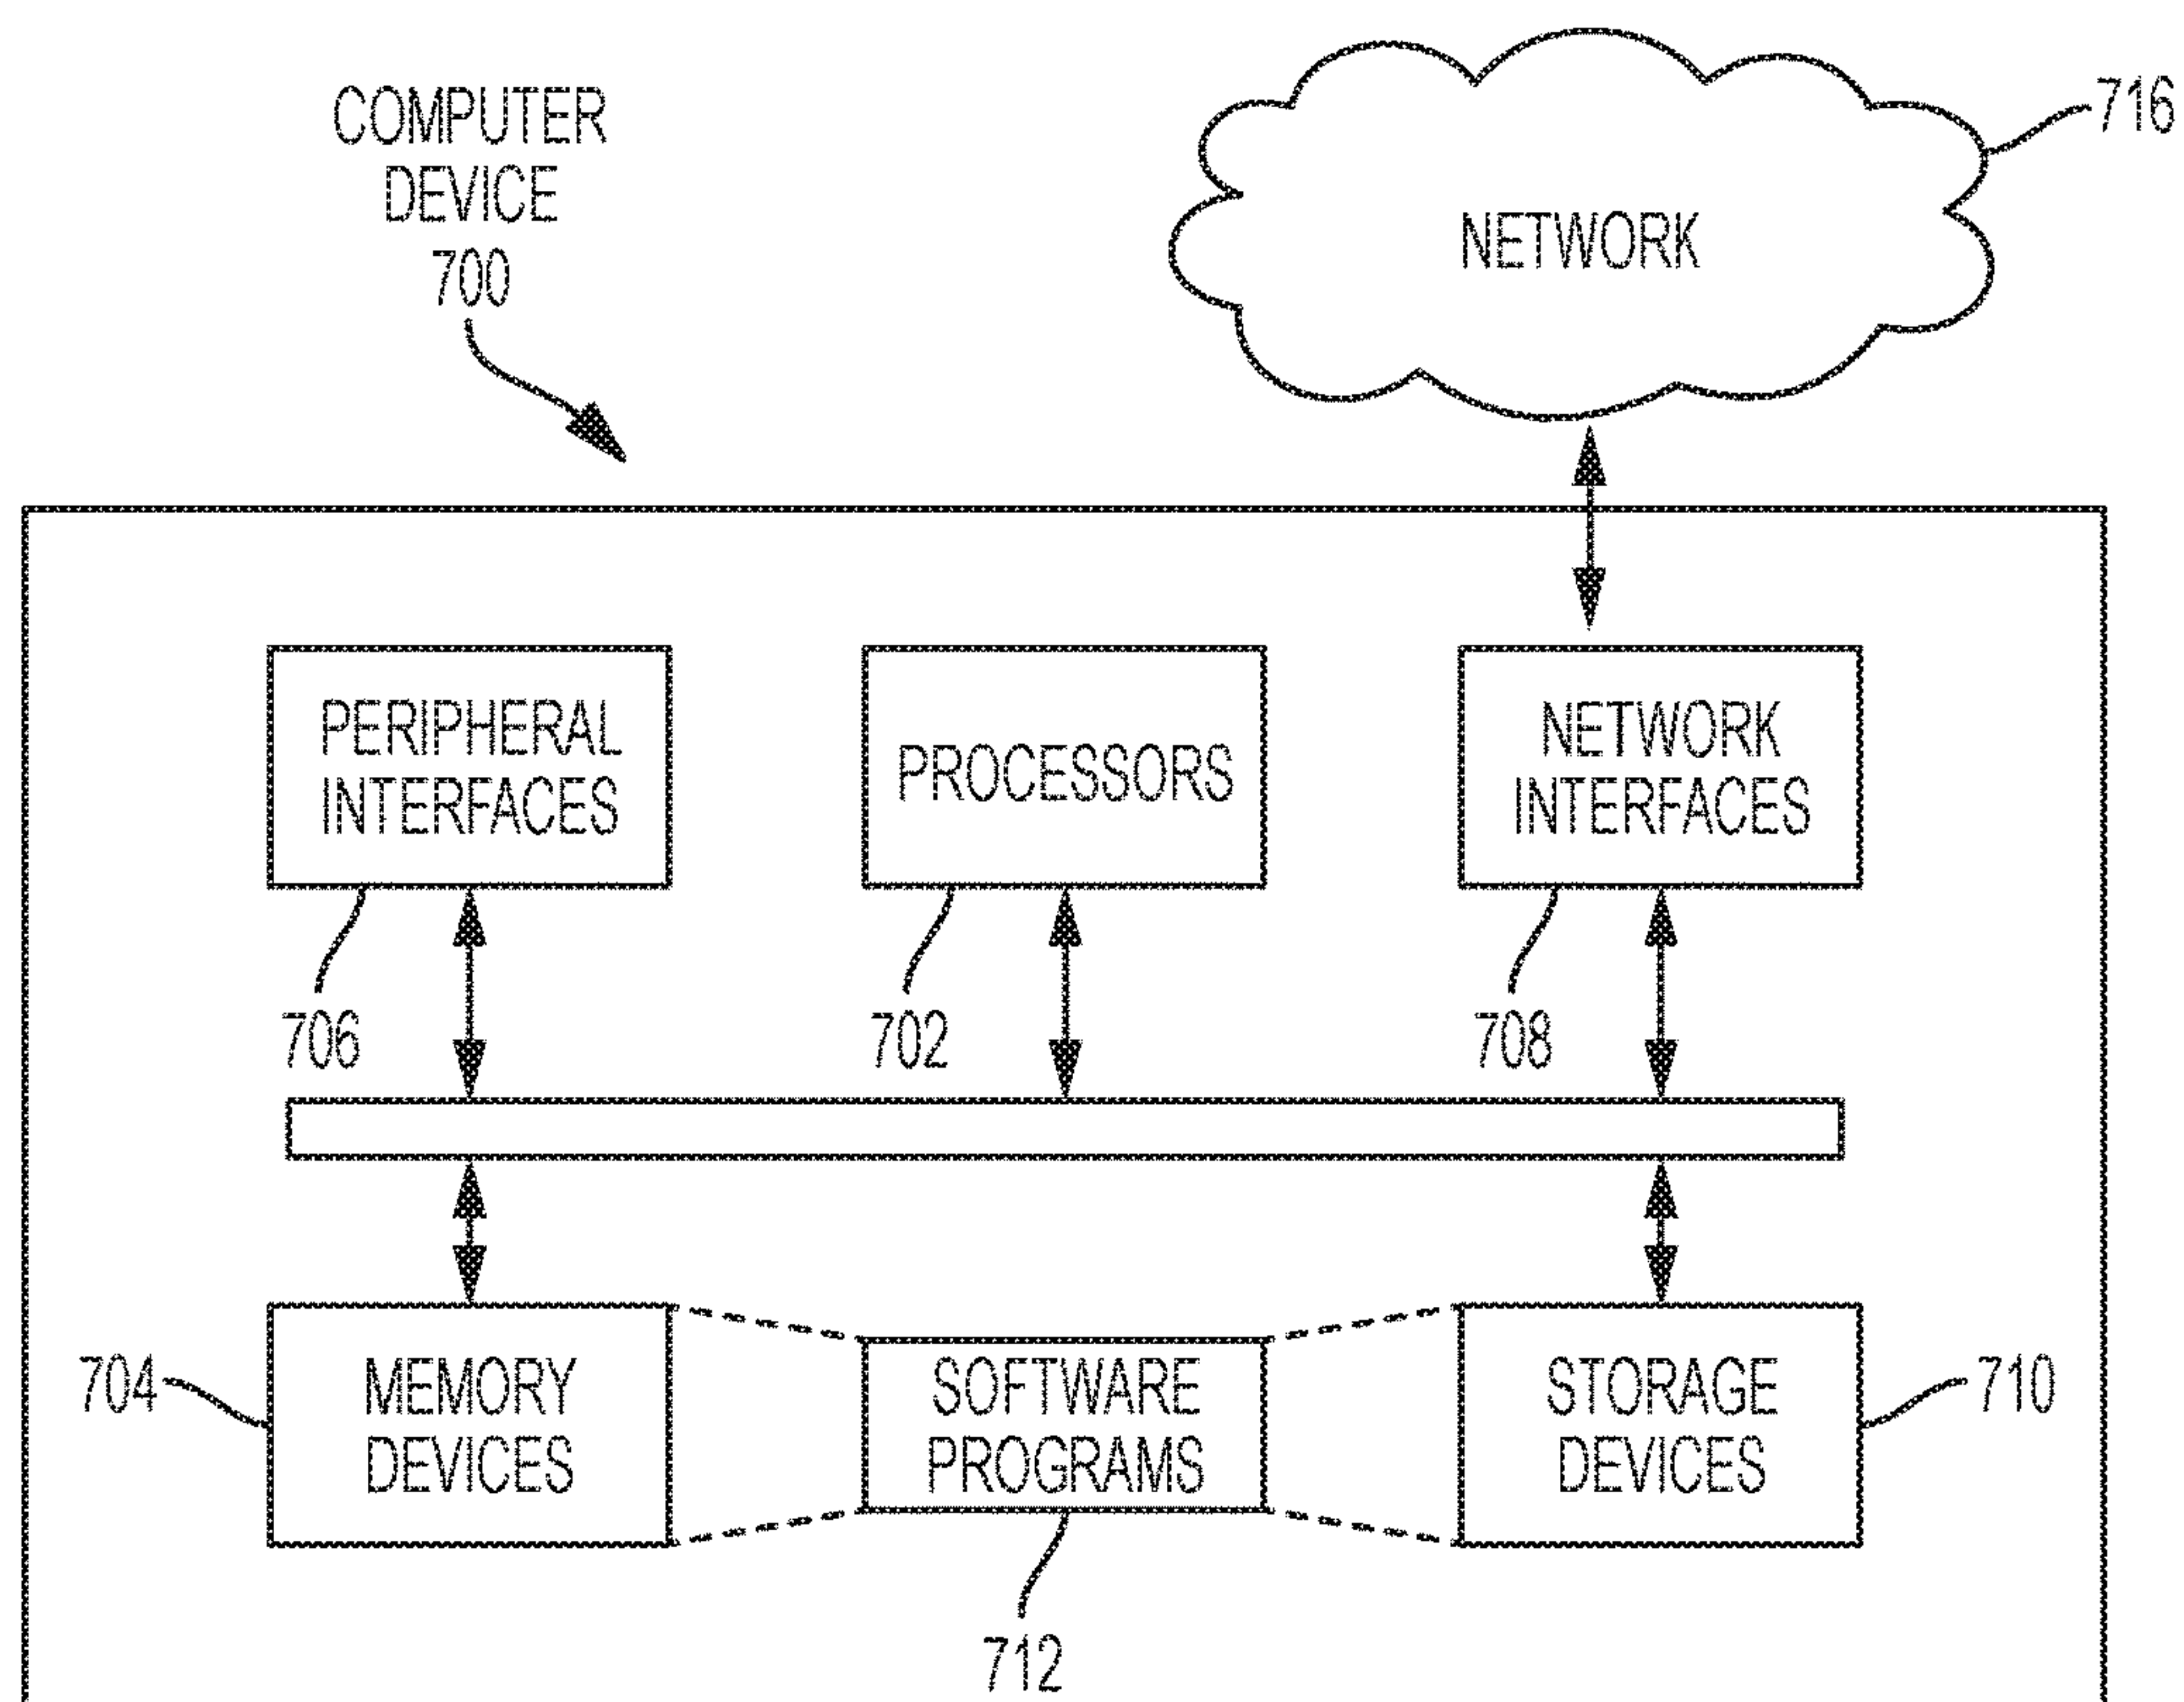 COMPUTER
DEVICE
700
716
NETWORK
PERIPHERAL
INTERFACES
PROCESSORS
NETWORK
INTERFACES
706
702
708
704
MEMORY
DEVICES
SOFTWARE
PROGRAMS
STORAGE
DEVICES
710
712